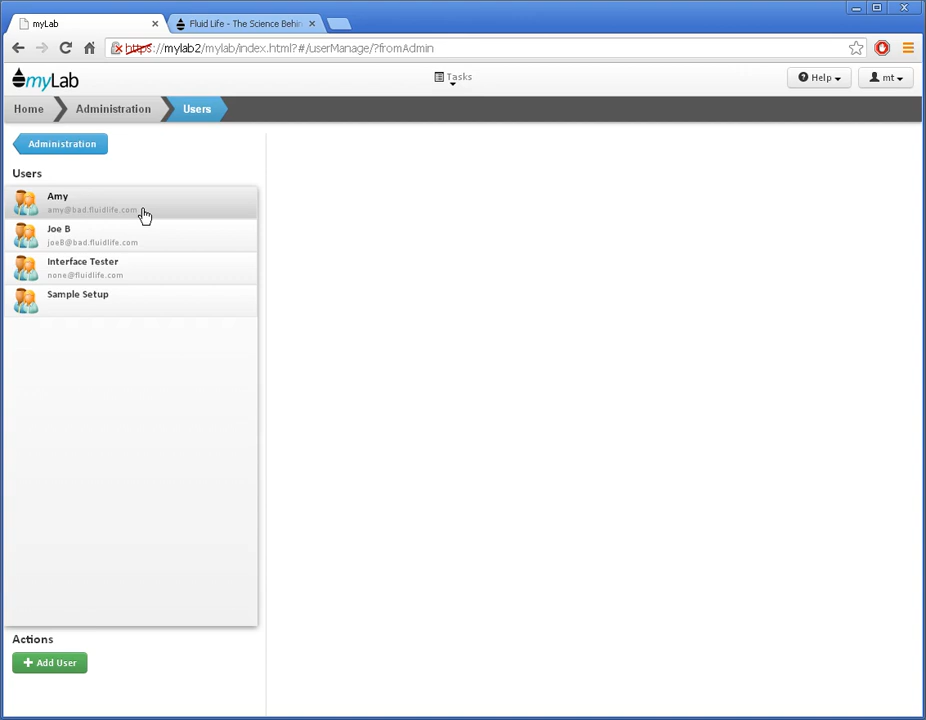 myLab
Fluid Life - The Science Behin
https://mylab2/mylab/index.html?#/userManage/?fromAdmin
myLab
Tasks
Help
mt
Home
Administration
Users
Administration
Users
Amy
amy@bad.fluidlife.com
Joe B
joeB@bad.fluidlife.com
Interface Tester
none@fluidlife.com
Sample Setup
Actions
+ Add User